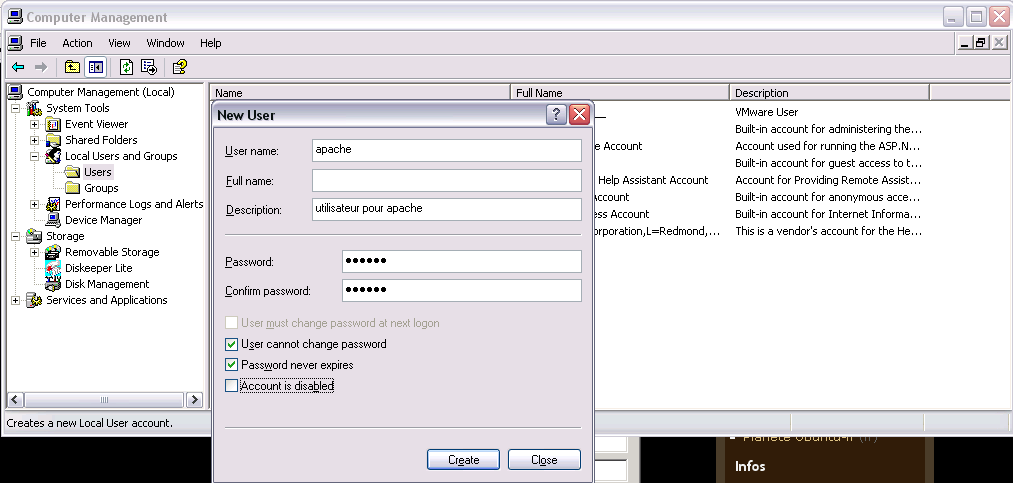 Computer Management
File Action View Window Help
Computer Management (Local)
System Tools
Event Viewer
Shared Folders
Local Users and Groups
Users
Groups
Performance Logs and Alerts
Device Manager
Storage
Removable Storage
Diskeeper Lite
Disk Management
Services and Applications
Name Full Name Description
VMware User
Built-in account for administering the...
e Account Account used for running the ASP.N...
Built-in account for guest access to t...
Help Assistant Account Account for Providing Remote Assist...
Built-in account for anonymous acce...
ess Account Built-in account for Internet Informa...
orporation,L=Redmond,... This is a vendor's account for the He...
New User
User name: apache
Full name:
Description: utilisateur pour apache
Password: ••••••
Confirm password: ••••••
User must change password at next logon
User cannot change password
Password never expires
Account is disabled
Create Close
Creates a new Local User account.
Infos